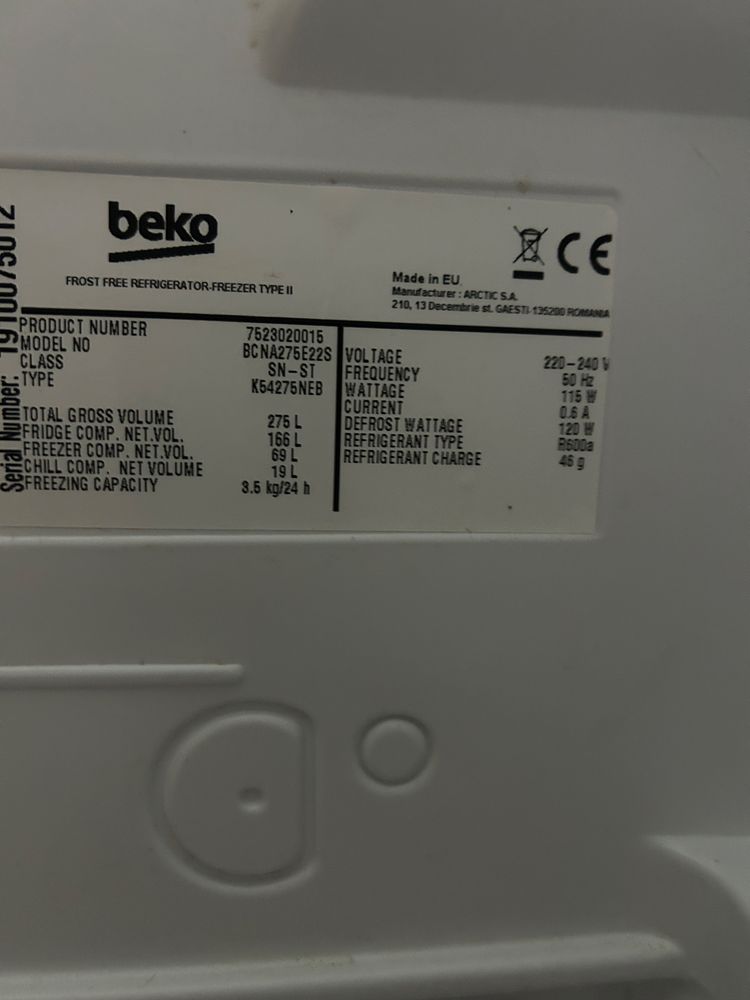 beko
CE
FROST FREE REFRIGERATOR-FREEZER TYPE II
Made in EU
Manufacturer : ARCTIC S.A.
210, 13 Decembrie st. GAESTI-135200 ROMANIA
PRODUCT NUMBER 7523020015
MODEL NO BCNA275E22S
CLASS SN-ST
TYPE K54275NEB
TOTAL GROSS VOLUME 275 L
FRIDGE COMP. NET.VOL. 166 L
FREEZER COMP. NET.VOL. 69 L
CHILL COMP. NET VOLUME 19 L
FREEZING CAPACITY 3.5 kg/24 h
VOLTAGE 220-240 V
FREQUENCY 50 Hz
WATTAGE 115 W
CURRENT 0.6 A
DEFROST WATTAGE 120 W
REFRIGERANT TYPE R600a
REFRIGERANT CHARGE 46 g
Serial Number: